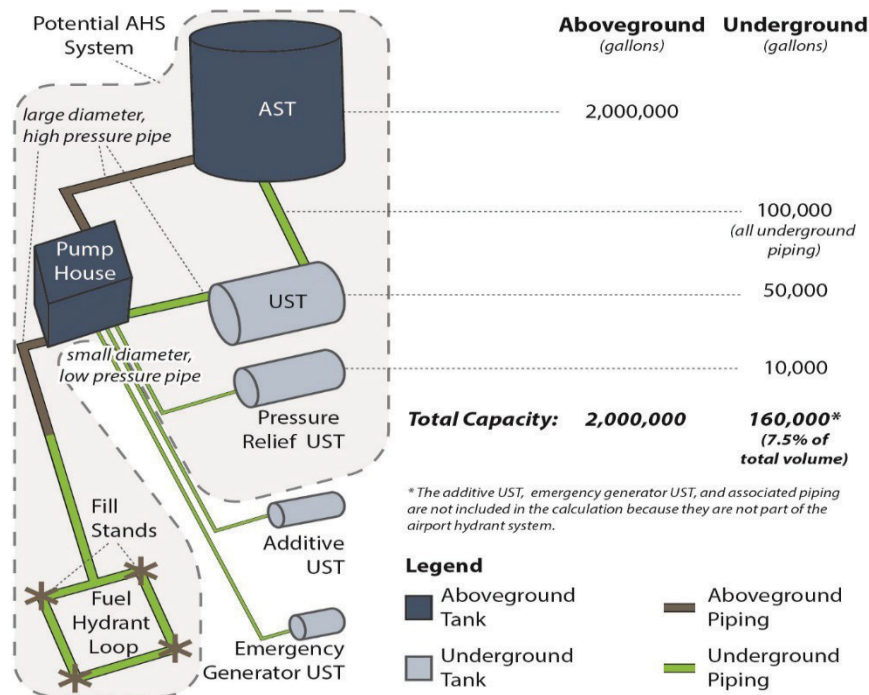 Potential AHS
System
large diameter,
high pressure pipe
AST
Pump
House
UST
small diameter,
low pressure pipe
Pressure
Relief UST
Fill
Stands
Additive
UST
Fuel
Hydrant
Loop
Emergency
Generator UST
Aboveground
(gallons)
Underground
(gallons)
2,000,000
100,000
(all underground
piping)
50,000
10,000
Total Capacity: 2,000,000 160,000*
(7.5% of
total volume)
* The additive UST, emergency generator UST, and associated piping
are not included in the calculation because they are not part of the
airport hydrant system.
Legend
Aboveground
Tank
Aboveground
Piping
Underground
Tank
Underground
Piping